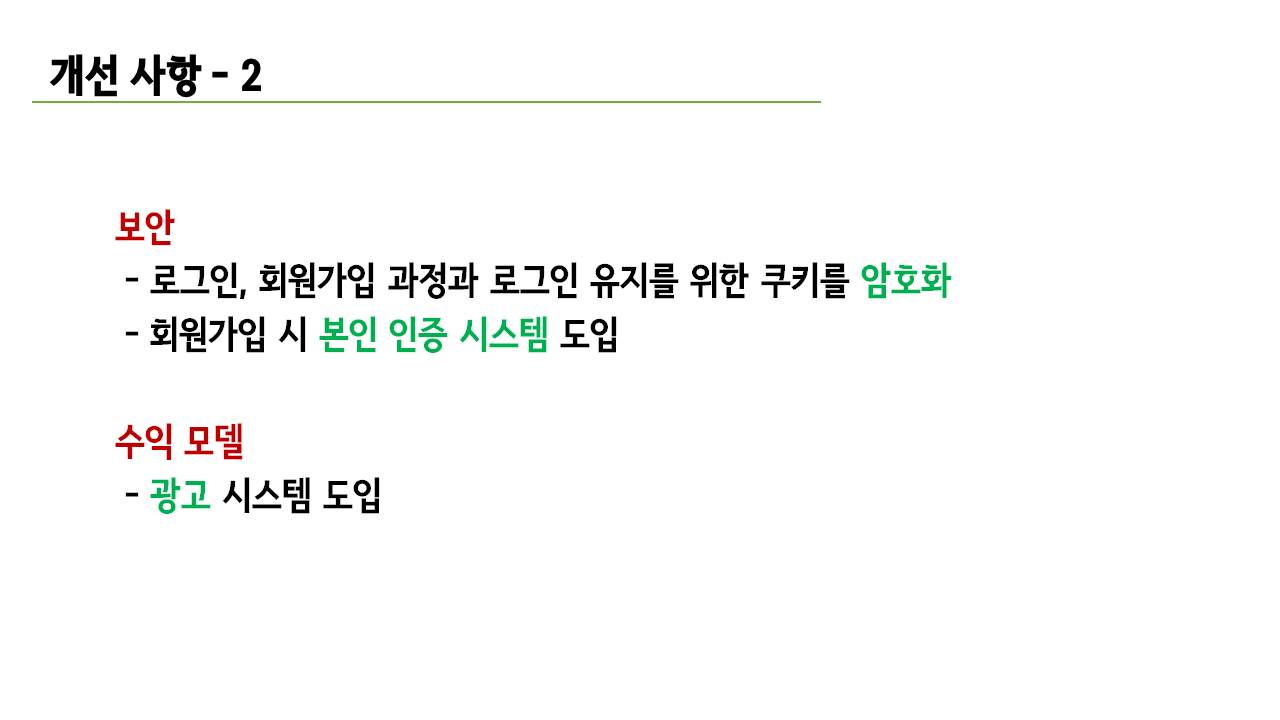 개선 사항 - 2
보안
- 로그인, 회원가입 과정과 로그인 유지를 위한 쿠키를 암호화
- 회원가입 시 본인 인증 시스템 도입
수익 모델
- 광고 시스템 도입